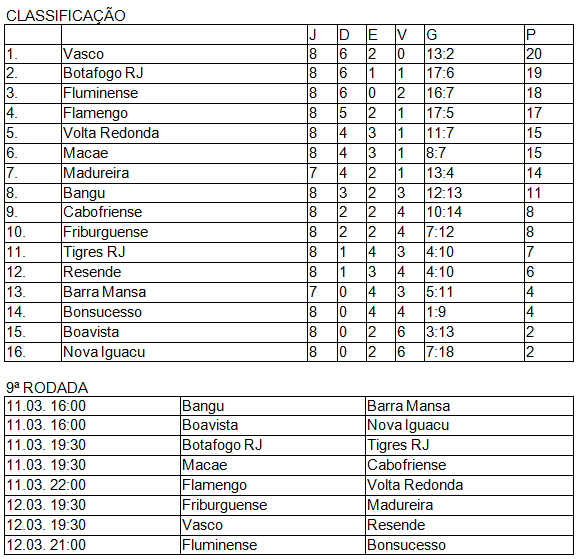 CLASSIFICAÇÃO
J D E V G P
1. Vasco 8 6 2 0 13:2 20
2. Botafogo RJ 8 6 1 1 17:6 19
3. Fluminense 8 6 0 2 16:7 18
4. Flamengo 8 5 2 1 17:5 17
5. Volta Redonda 8 4 3 1 11:7 15
6. Macae 8 4 3 1 8:7 15
7. Madureira 7 4 2 1 13:4 14
8. Bangu 8 3 2 3 12:13 11
9. Cabofriense 8 2 2 4 10:14 8
10. Friburguense 8 2 2 4 7:12 8
11. Tigres RJ 8 1 4 3 4:10 7
12. Resende 8 1 3 4 4:10 6
13. Barra Mansa 7 0 4 3 5:11 4
14. Bonsucesso 8 0 4 4 1:9 4
15. Boavista 8 0 2 6 3:13 2
16. Nova Iguacu 8 0 2 6 7:18 2
9ª RODADA
11.03. 16:00 Bangu Barra Mansa
11.03. 16:00 Boavista Nova Iguacu
11.03. 19:30 Botafogo RJ Tigres RJ
11.03. 19:30 Macae Cabofriense
11.03. 22:00 Flamengo Volta Redonda
12.03. 19:30 Friburguense Madureira
12.03. 19:30 Vasco Resende
12.03. 21:00 Fluminense Bonsucesso